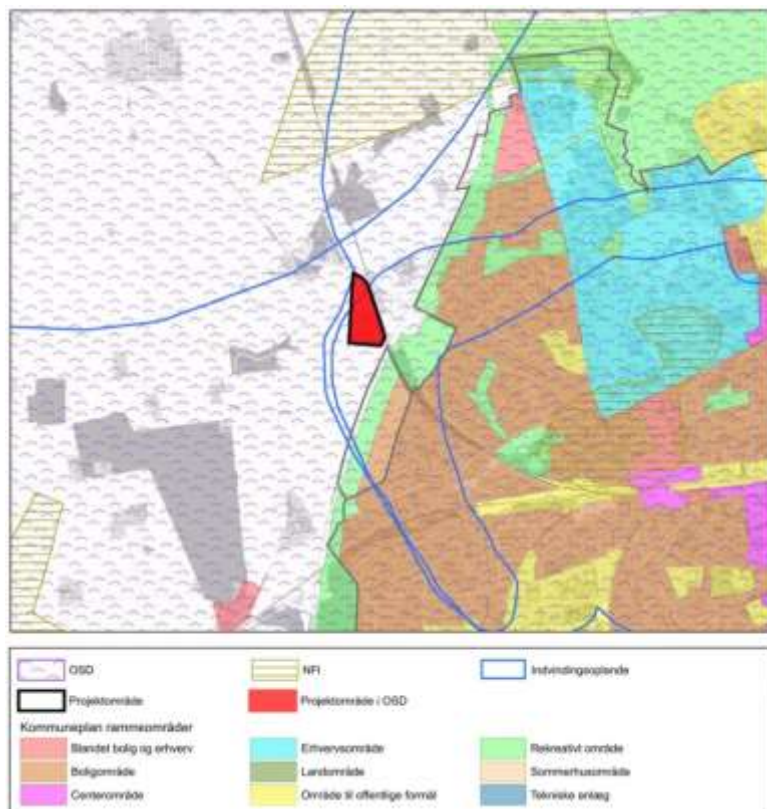 OSD NFI Indvindingsoplande
Projektområde Projektområde i OSD
Kommuneplan rammeområder
Blandet bolig og erhverv Erhvervsområde Rekreativt område
Boligområde Landområde Sommerhusområde
Centerområde Område til offentlige formål Tekniske anlæg